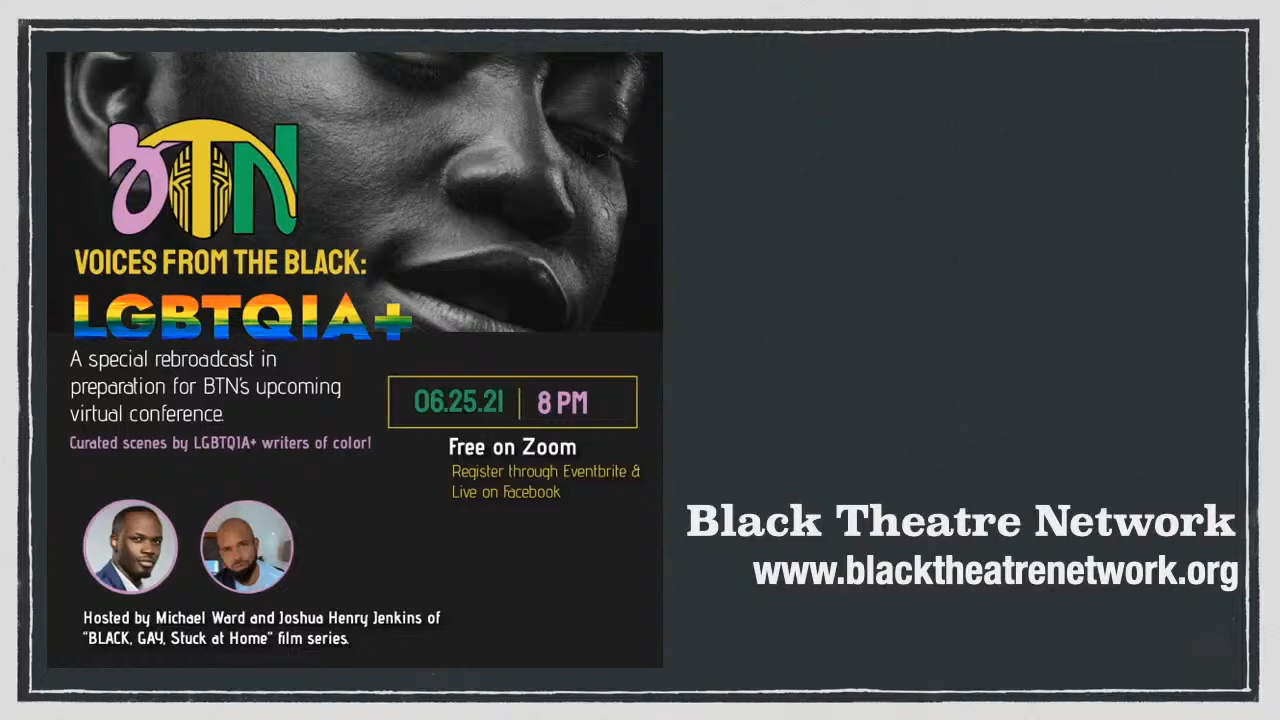 BTN
VOICES FROM THE BLACK:
LGBTQIA+
A special rebroadcast in
preparation for BTN's upcoming
virtual conference.
Curated scenes by LGBTQIA+ writers of color!
06.25.21 | 8 PM
Free on Zoom
Register through Eventbrite &
Live on Facebook
Hosted by Michael Ward and Joshua Henry Jenkins of
"BLACK, GAY, Stuck at Home" film series.
Black Theatre Network
www.blacktheatrenetwork.org